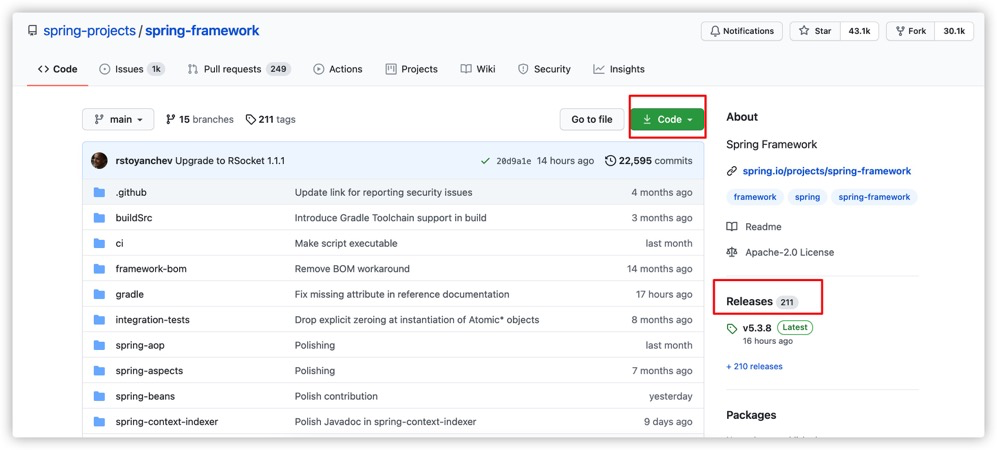 spring-projects / spring-framework
Notifications
Star 43.1k
Fork 30.1k
Code
Issues 1k
Pull requests 249
Actions
Projects
Wiki
Security
Insights
main
15 branches
211 tags
Go to file
Code
rstoyanchev Upgrade to RSocket 1.1.1 20d9a1e 14 hours ago 22,595 commits
.github Update link for reporting security issues 4 months ago
buildSrc Introduce Gradle Toolchain support in build 3 months ago
ci Make script executable last month
framework-bom Remove BOM workaround 14 months ago
gradle Fix missing attribute in reference documentation 17 hours ago
integration-tests Drop explicit zeroing at instantiation of Atomic* objects 8 months ago
spring-aop Polishing last month
spring-aspects Polishing 7 months ago
spring-beans Polish contribution yesterday
spring-context-indexer Polish Javadoc in spring-context-indexer 9 days ago
About
Spring Framework
spring.io/projects/spring-framework
framework spring spring-framework
Readme
Apache-2.0 License
Releases 211
v5.3.8 Latest
16 hours ago
+ 210 releases
Packages